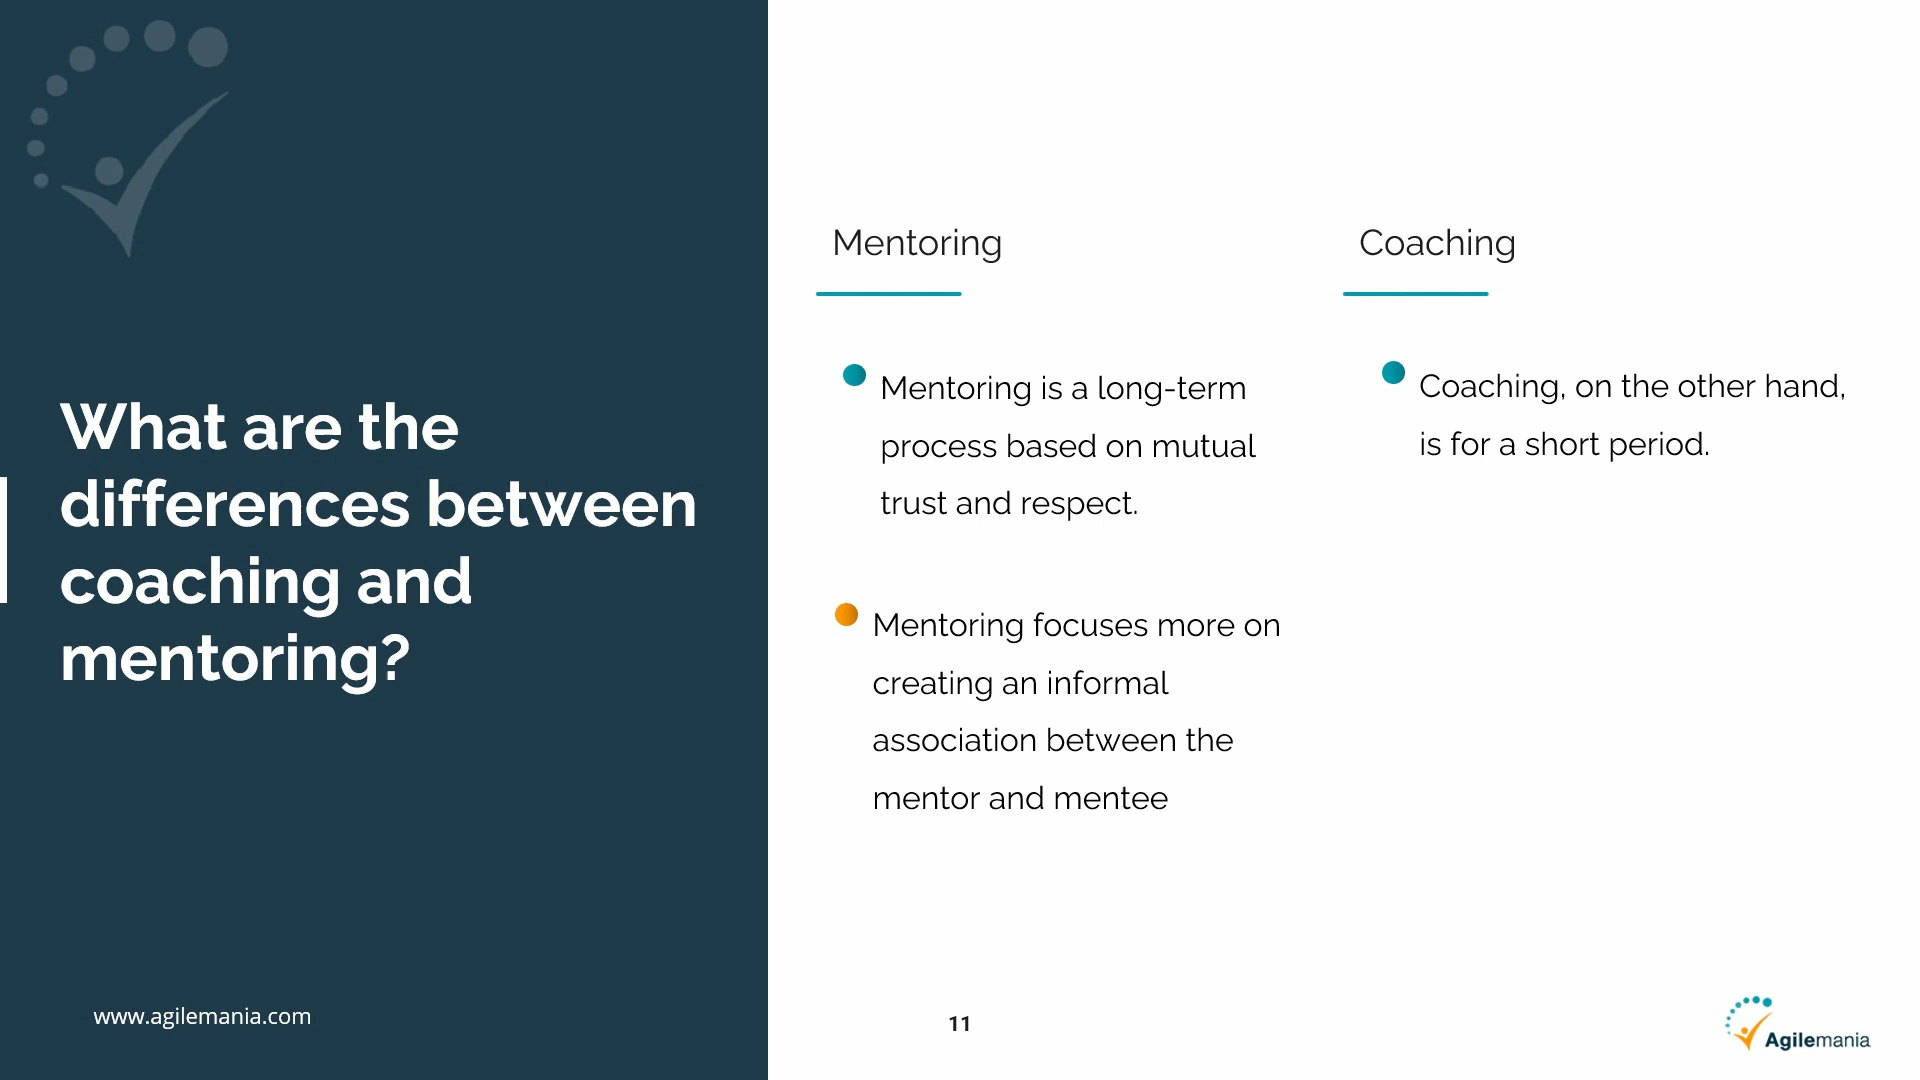 What are the
differences between
coaching and
mentoring?
www.agilemania.com
Mentoring
Mentoring is a long-term
process based on mutual
trust and respect.
Mentoring focuses more on
creating an informal
association between the
mentor and mentee
Coaching
Coaching, on the other hand,
is for a short period.
11
Agilemania